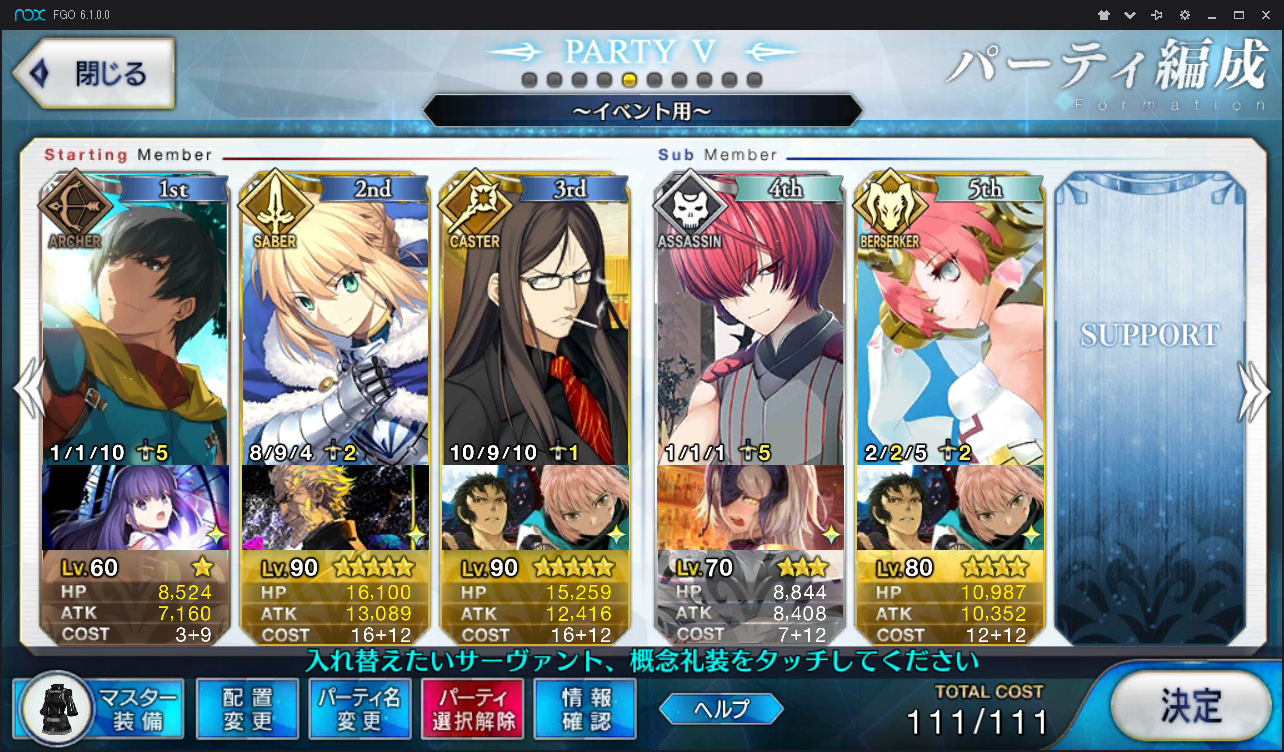 nox FGO 6.1.0.0
閉じる
PARTY V
パーティ編成
Formation
～イベント用～
Starting Member
Sub Member
1st
2nd
3rd
4th
5th
ARCHER
SABER
CASTER
ASSASSIN
BERSERKER
SUPPORT
1/1/10 5
8/9/4 2
10/9/10 1
1/1/1 5
2/2/5 2
Lv.60
HP 8,524
ATK 7,160
COST 3+9
Lv.90
HP 16,100
ATK 13,089
COST 16+12
Lv.90
HP 15,259
ATK 12,416
COST 16+12
Lv.70
HP 8,844
ATK 8,408
COST 7+12
Lv.80
HP 10,987
ATK 10,352
COST 12+12
入れ替えたいサーヴァント、概念礼装をタッチしてください
マスター
装備
配置
変更
パーティ名
変更
パーティ
選択解除
情報
確認
ヘルプ
TOTAL COST
111/111
決定